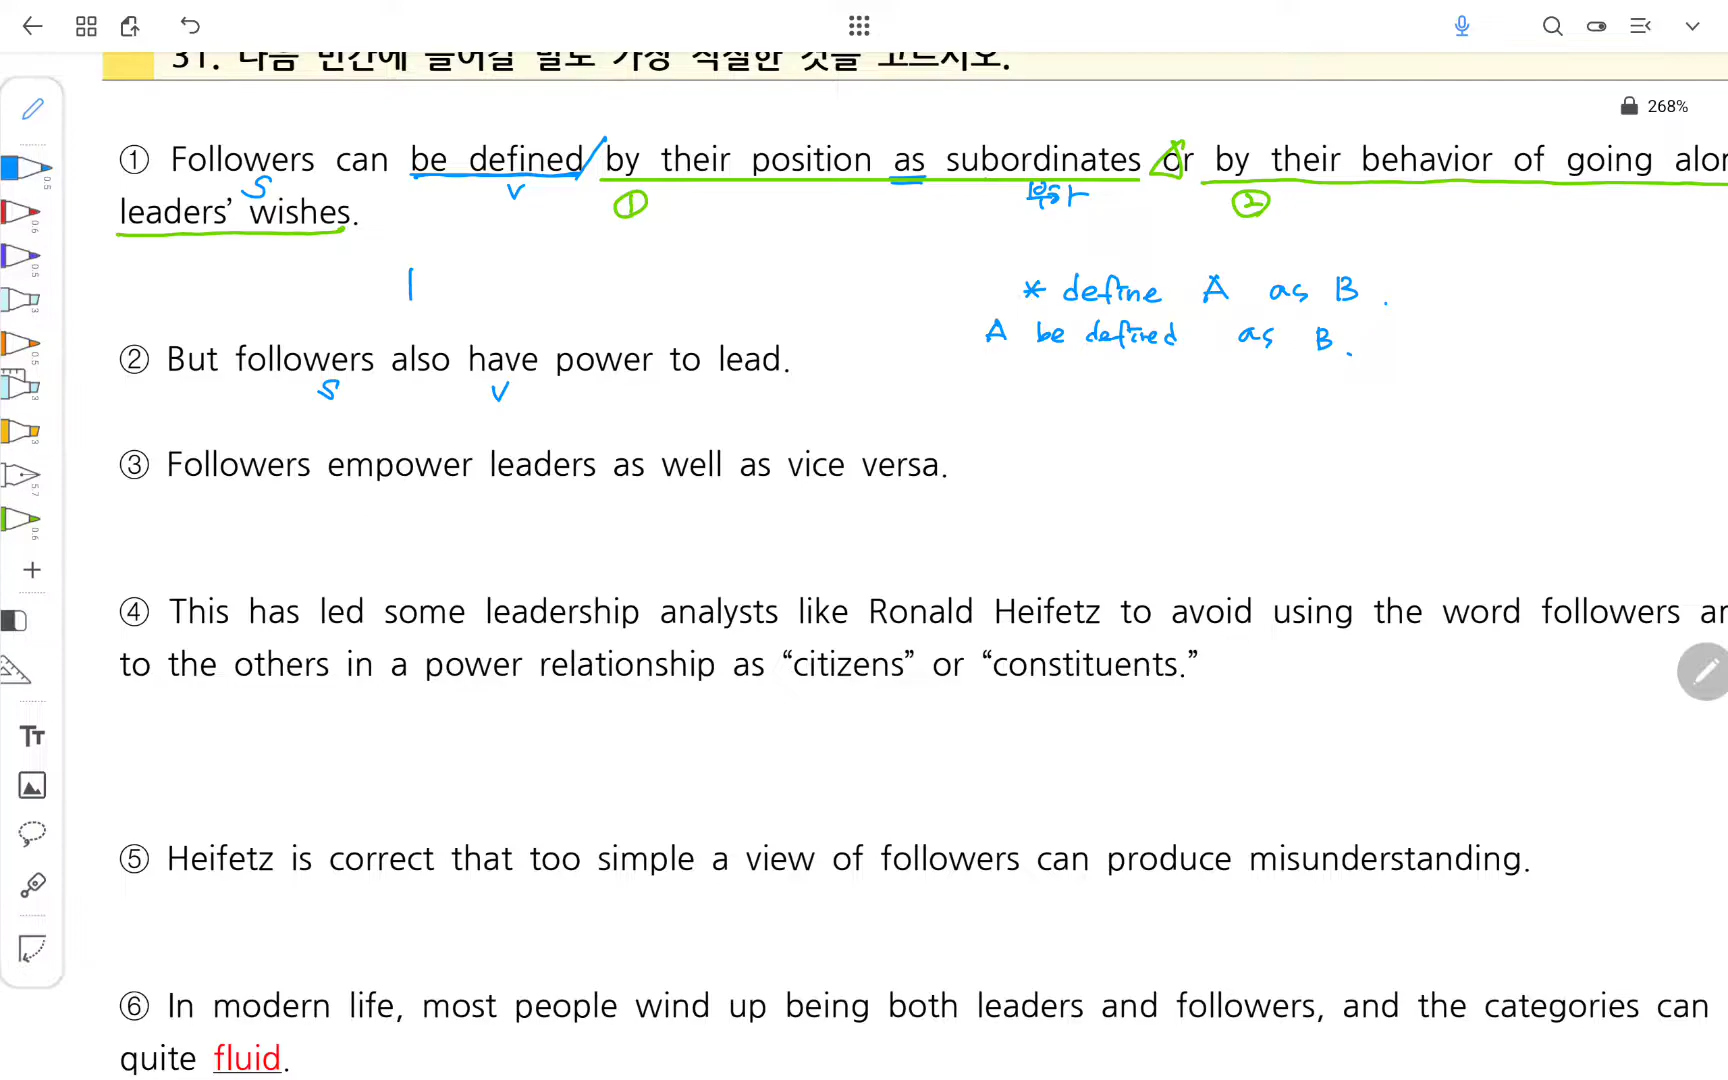 268%
31. 다음 빈칸에 들어갈 말로 가장 적절한 것을 고르시오.
① Followers can be defined by their position as subordinates or by their behavior of going alon
S V ① ②
leaders' wishes.
* define A as B.
A be defined as B.
② But followers also have power to lead.
S V
③ Followers empower leaders as well as vice versa.
④ This has led some leadership analysts like Ronald Heifetz to avoid using the word followers an
to the others in a power relationship as “citizens” or “constituents.”
⑤ Heifetz is correct that too simple a view of followers can produce misunderstanding.
⑥ In modern life, most people wind up being both leaders and followers, and the categories can
quite fluid.
Tт